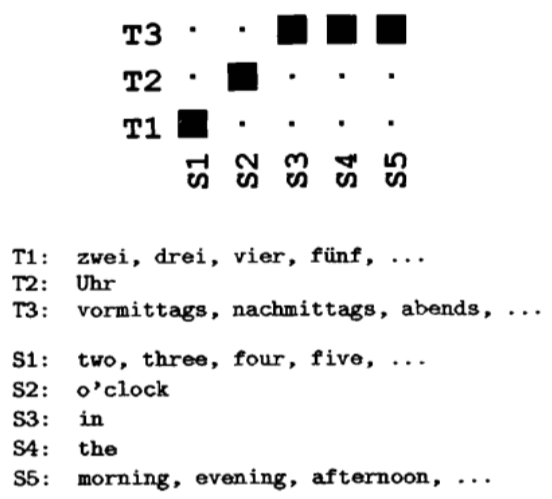 T3
T2
T1
S1 S2 S3 S4 S5
T1: zwei, drei, vier, fünf, ...
T2: Uhr
T3: vormittags, nachmittags, abends, ...
S1: two, three, four, five, ...
S2: o'clock
S3: in
S4: the
S5: morning, evening, afternoon, ...